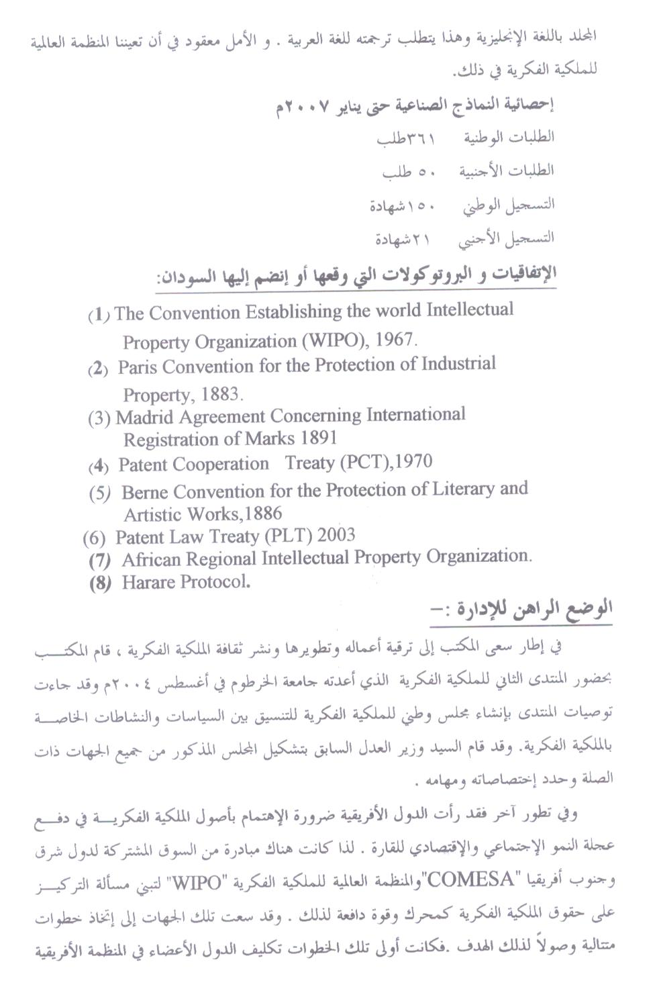 المجلد باللغة الإنجليزية وهذا يتطلب ترجمته للغة العربية . و الأمل معقود في أن تعيننا المنظمة العالمية
للملكية الفكرية في ذلك.
إحصائية النماذج الصناعية حتى يناير ٢٠٠٧م
الطلبات الوطنية ٣٦١طلب
الطلبات الأجنبية ٥٠ طلب
التسجيل الوطني ١٥٠شهادة
التسجيل الأجنبي ٢١شهادة
الإتفاقيات و البروتوكولات التي وقعها أو إنضم إليها السودان:
(1) The Convention Establishing the world Intellectual
Property Organization (WIPO), 1967.
(2) Paris Convention for the Protection of Industrial
Property, 1883.
(3) Madrid Agreement Concerning International
Registration of Marks 1891
(4) Patent Cooperation Treaty (PCT),1970
(5) Berne Convention for the Protection of Literary and
Artistic Works,1886
(6) Patent Law Treaty (PLT) 2003
(7) African Regional Intellectual Property Organization.
(8) Harare Protocol.
الوضع الراهن للإدارة :–
في إطار سعى المكتب إلى ترقية أعماله وتطويرها ونشر ثقافة الملكية الفكرية ، قام المكتـــب
بحضور المنتدى الثاني للملكية الفكرية الذي أعدته جامعة الخرطوم في أغسطس ٢٠٠٤م وقد جاءت
توصيات المنتدى بإنشاء مجلس وطني للملكية الفكرية للتنسيق بين السياسات والنشاطات الخاصـــة
بالملكية الفكرية. وقد قام السيد وزير العدل السابق بتشكيل المجلس المذكور من جميع الجهات ذات
الصلة وحدد إختصاصاته ومهامه .
وفي تطور آخر فقد رأت الدول الأفريقية ضرورة الإهتمام بأصول الملكية الفكريـــة في دفـــع
عجلة النمو الإجتماعي والإقتصادي للقارة . لذا كانت هناك مبادرة من السوق المشتركة لدول شرق
وجنوب أفريقيا "COMESA"والمنظمة العالمية للملكية الفكرية "WIPO" لتبني مسألة التركيـــز
على حقوق الملكية الفكرية كمحرك وقوة دافعة لذلك . وقد سعت تلك الجهات إلى إتخاذ خطوات
متتالية وصولاً لذلك الهدف .فكانت أولى تلك الخطوات تكليف الدول الأعضاء في المنظمة الأفريقية